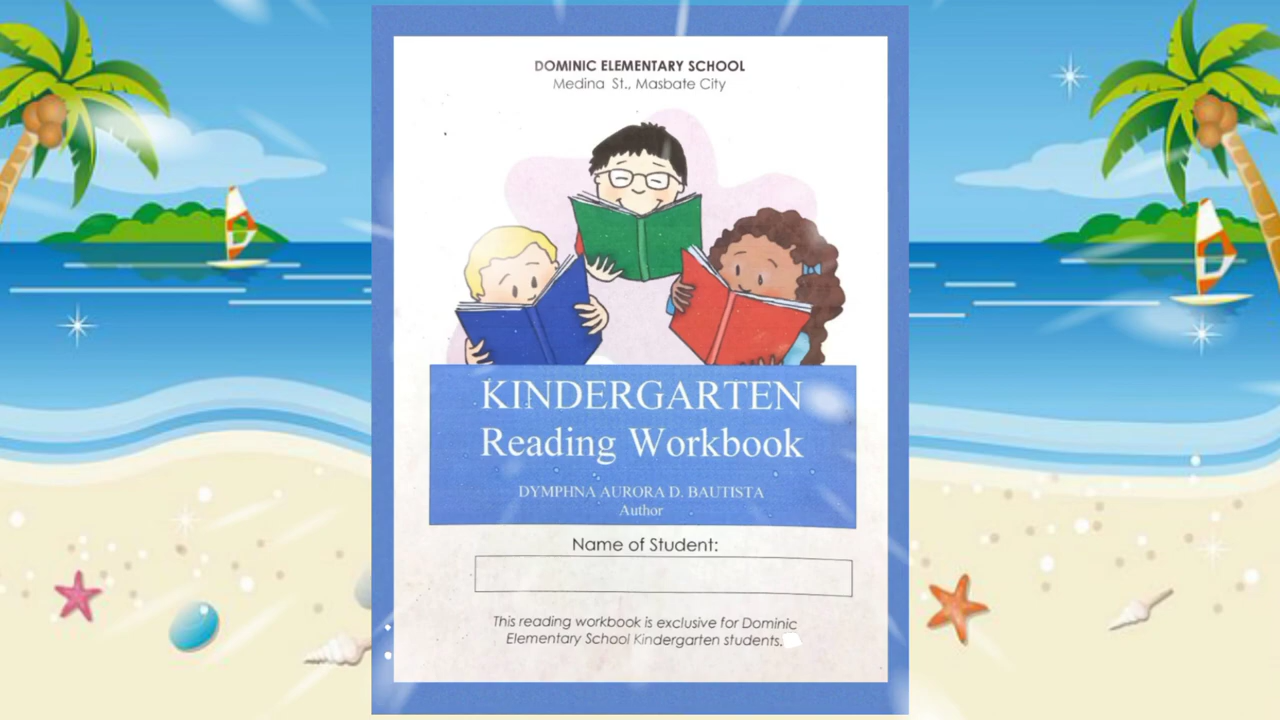 DOMINIC ELEMENTARY SCHOOL
Medina St., Masbate City
KINDERGARTEN
Reading Workbook
DYMPHNA AURORA D. BAUTISTA
Author
Name of Student:
This reading workbook is exclusive for Dominic
Elementary School Kindergarten students.